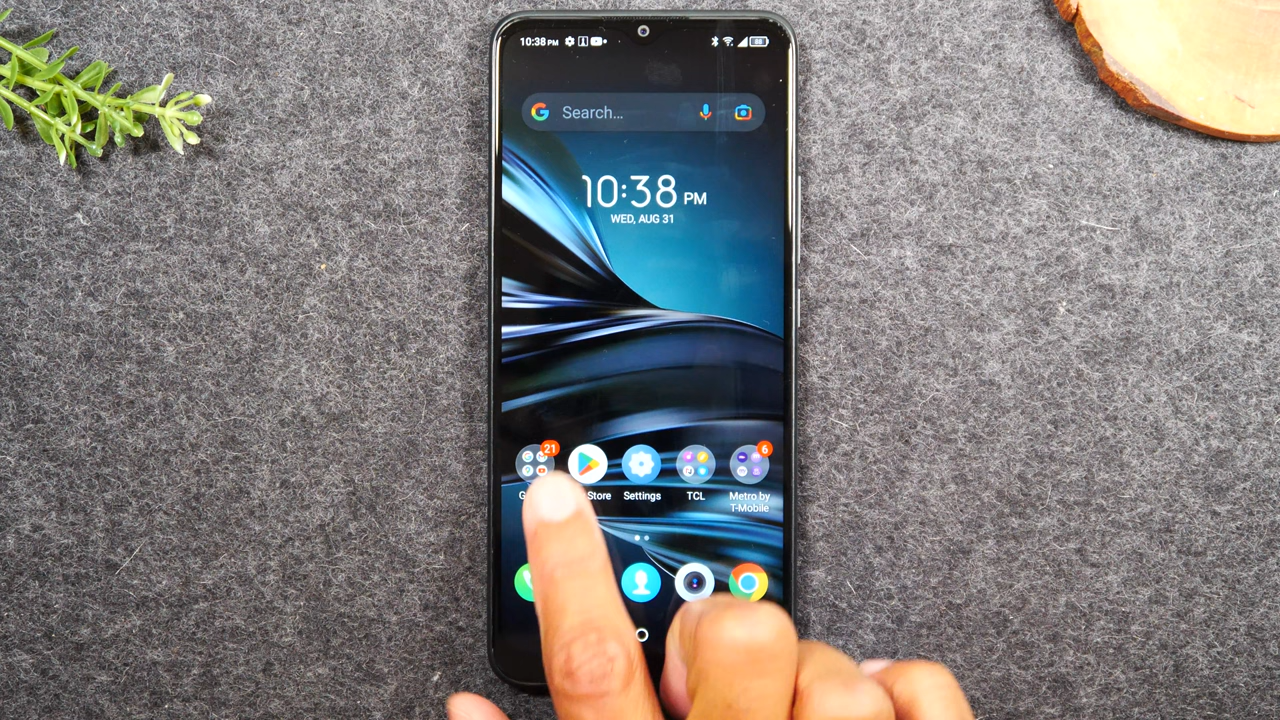 10:38 PM
Search...
10:38 PM
WED, AUG 31
21
6
Store
Settings
TCL
Metro by
T-Mobile